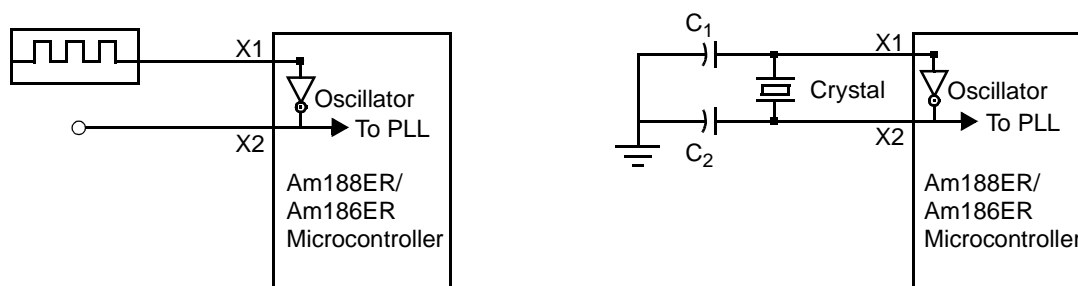 X1
Oscillator
To PLL
X2
Am188ER/
Am186ER
Microcontroller
C1
X1
Crystal
Oscillator
To PLL
X2
C2
Am188ER/
Am186ER
Microcontroller